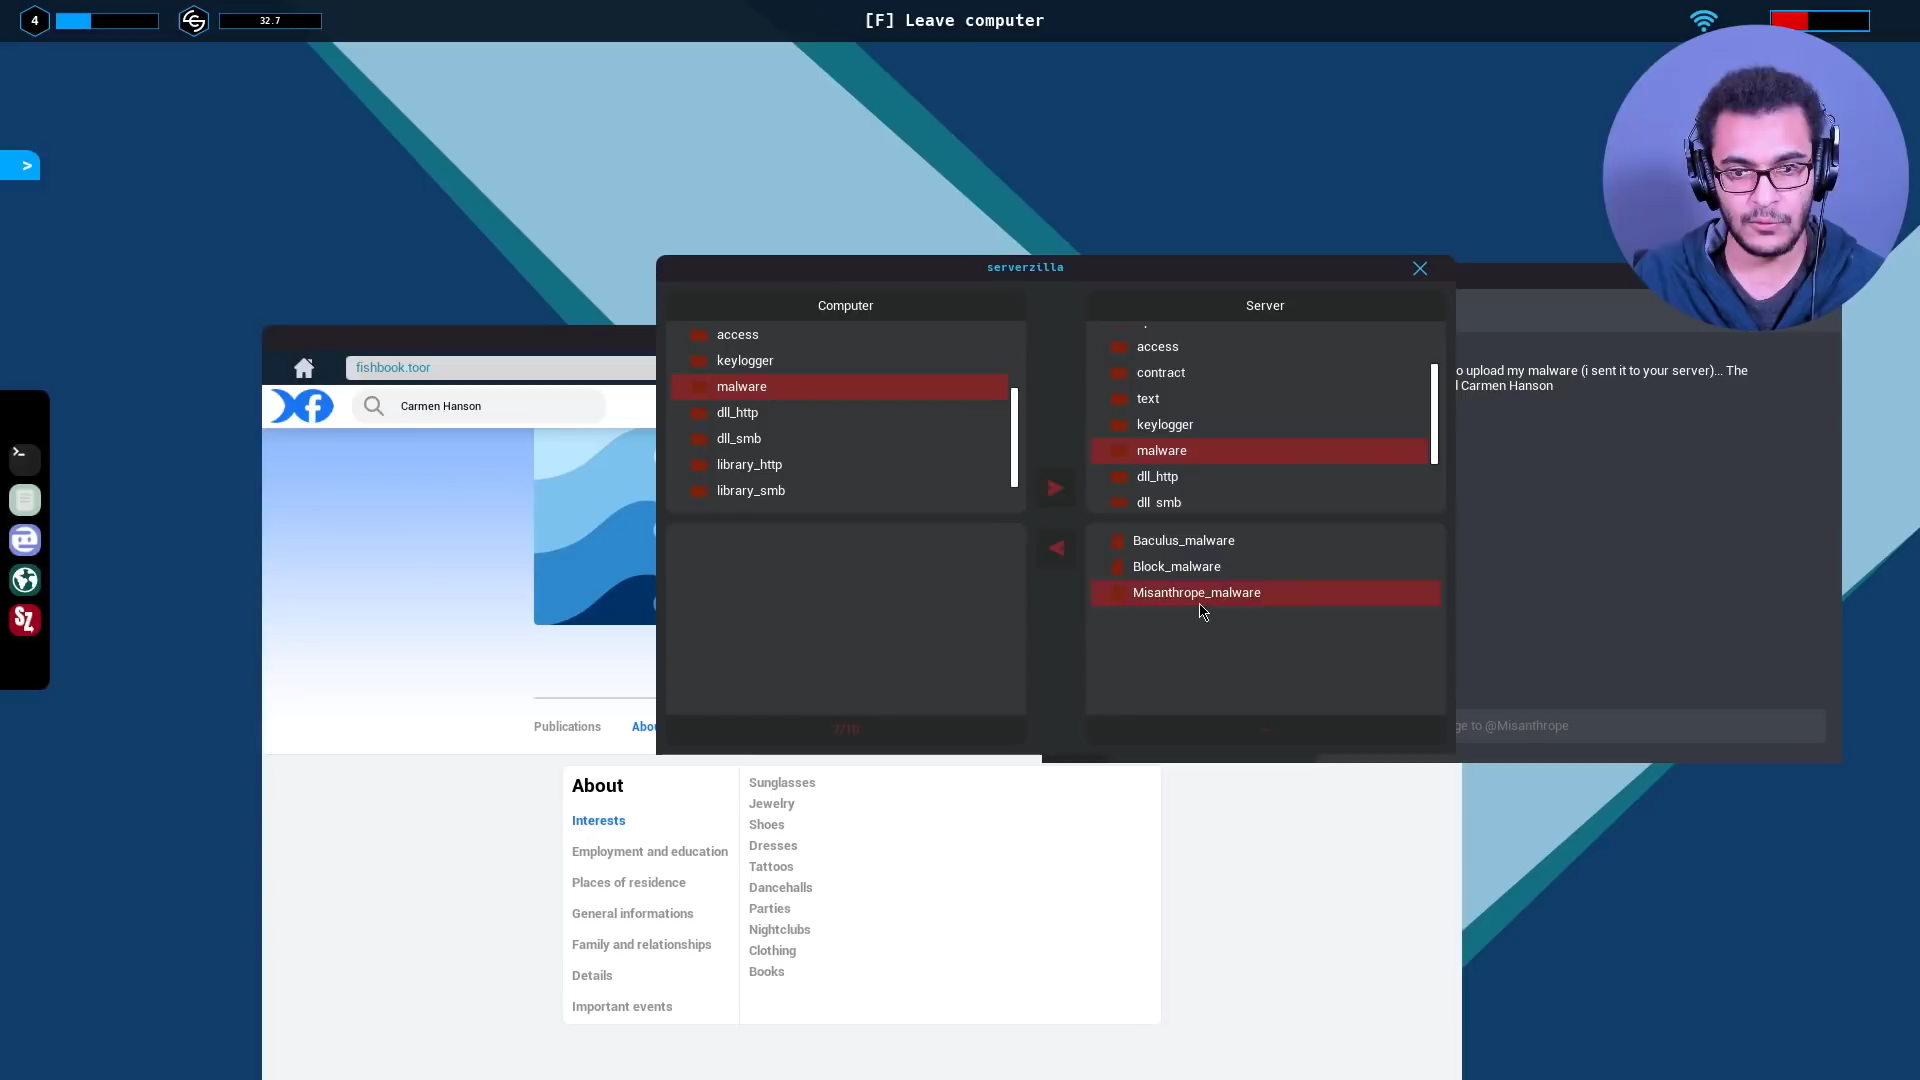 4
32.7
[F] Leave computer
>
serverzilla
Computer
access
keylogger
malware
dll_http
dll_smb
library_http
library_smb
7/10
Server
access
contract
text
keylogger
malware
dll_http
dll_smb
Baculus_malware
Block_malware
Misanthrope_malware
fishbook.toor
Carmen Hanson
Publications
Abou
o upload my malware (i sent it to your server)... The
l Carmen Hanson
ge to @Misanthrope
About
Interests
Employment and education
Places of residence
General informations
Family and relationships
Details
Important events
Sunglasses
Jewelry
Shoes
Dresses
Tattoos
Dancehalls
Parties
Nightclubs
Clothing
Books